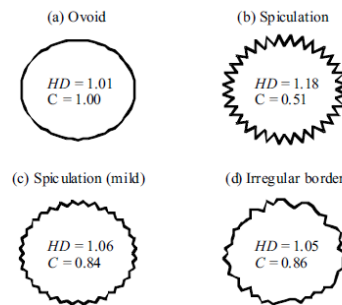 (a) Ovoid
HD = 1.01
C = 1.00
(b) Spiculation
HD = 1.18
C = 0.51
(c) Spiculation (mild)
HD = 1.06
C = 0.84
(d) Irregular border
HD = 1.05
C = 0.86